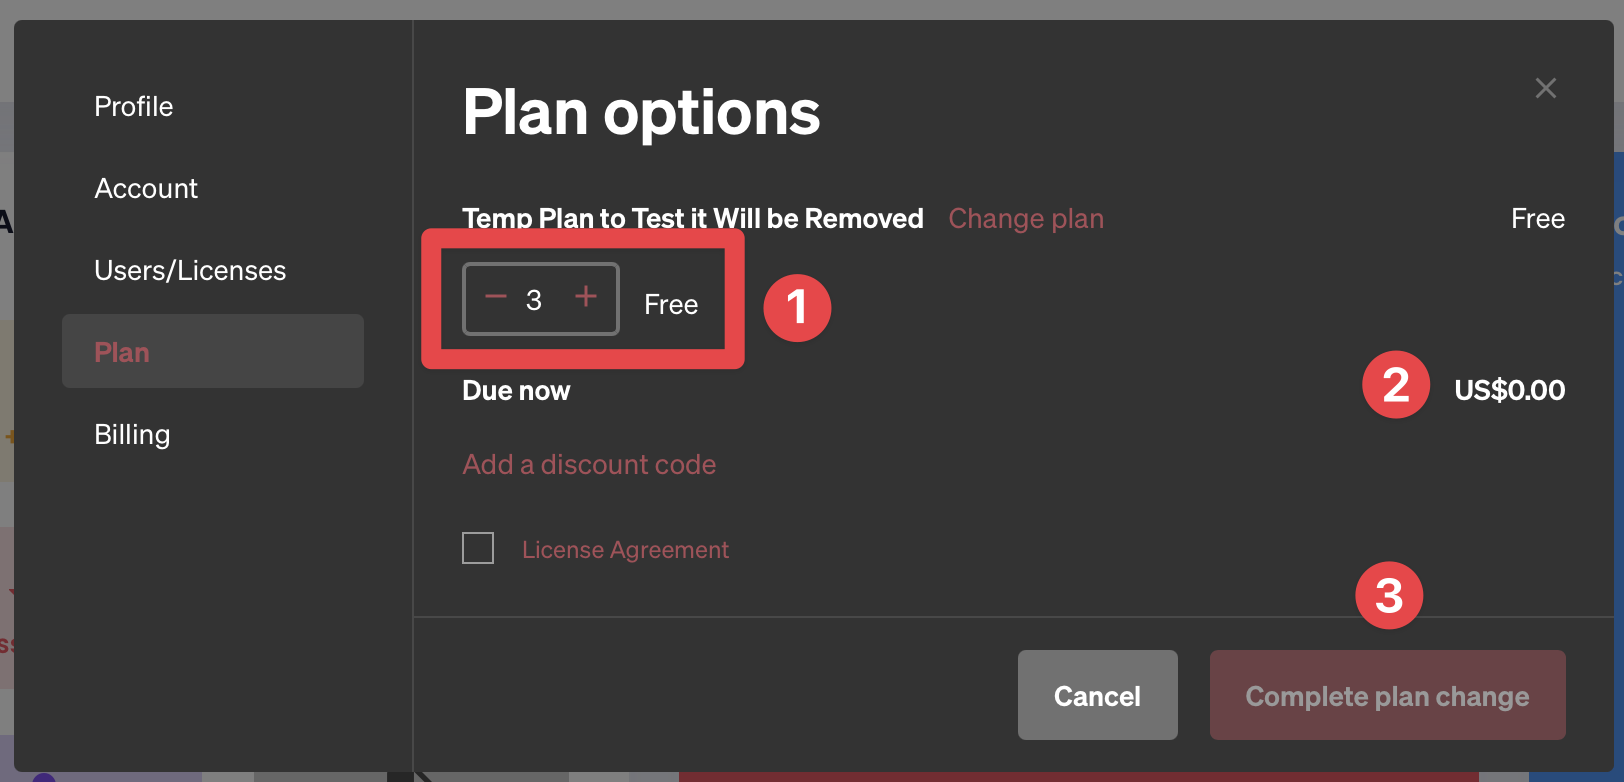 Profile
Account
Users/Licenses
Plan
Billing
Plan options
Temp Plan to Test it Will be Removed Change plan Free
3 Free 1
Due now 2 US$0.00
Add a discount code
License Agreement
3
Cancel Complete plan change